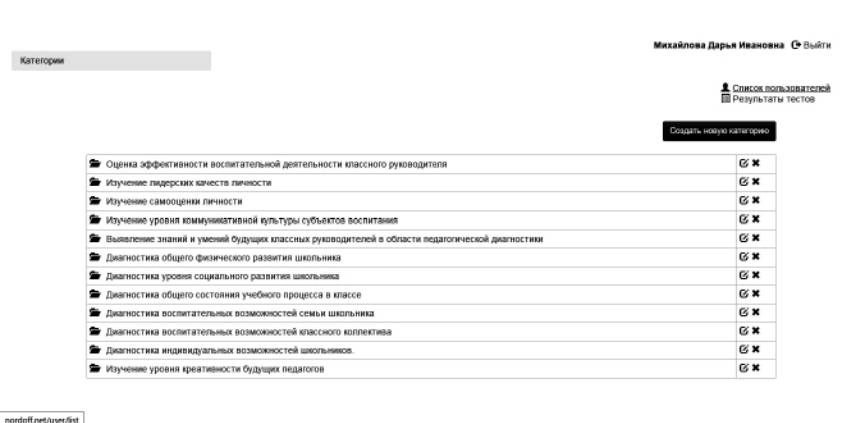 Михайлова Дарья Ивановна Выйти
Категории
Список пользователей
Результаты тестов
Создать новую категорию
Оценка эффективности воспитательной деятельности классного руководителя
Изучение лидерских качеств личности
Изучение самооценки личности
Изучение уровня коммуникативной культуры субъектов воспитания
Выявление знаний и умений будущих классных руководителей в области педагогической диагностики
Диагностика общего физического развития школьника
Диагностика уровня социального развития школьника
Диагностика общего состояния учебного процесса в классе
Диагностика воспитательных возможностей семьи школьника
Диагностика воспитательных возможностей классного коллектива
Диагностика индивидуальных возможностей школьников.
Изучение уровня креативности будущих педагогов
nordoff.net/user/list